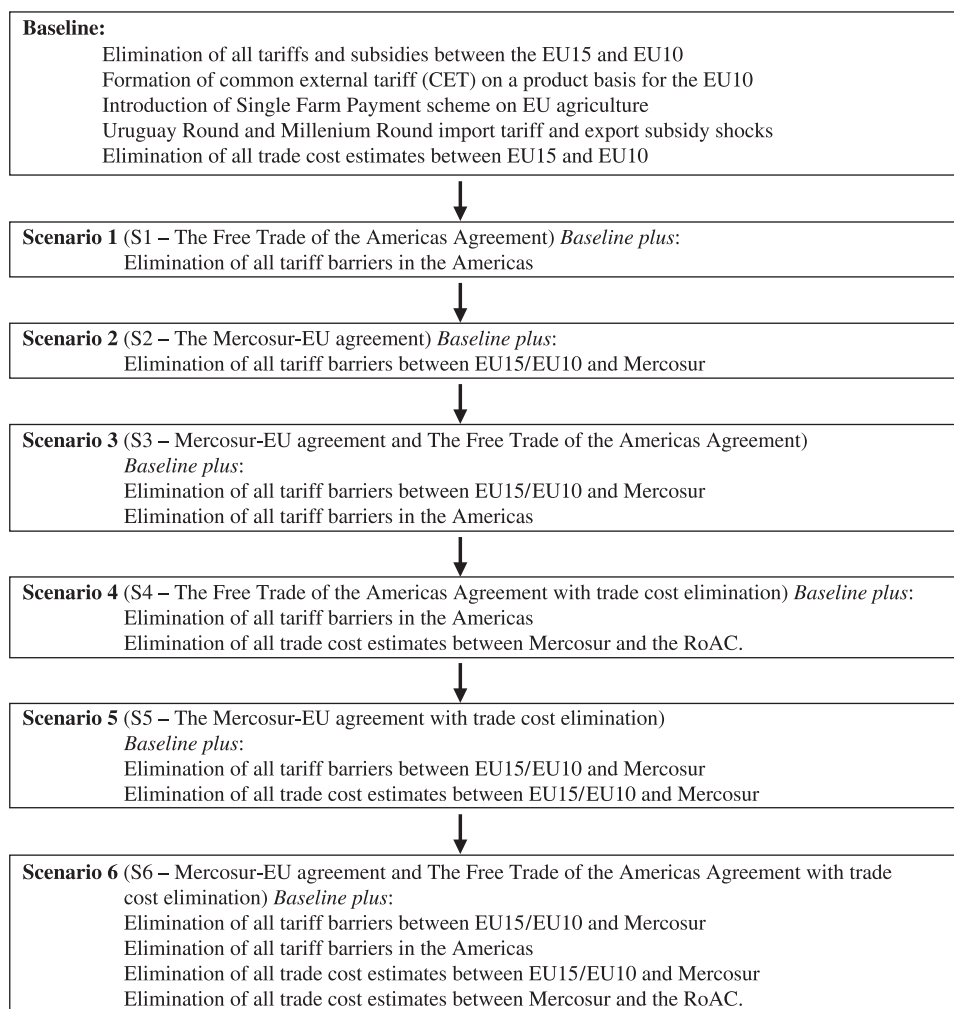 Baseline:
Elimination of all tariffs and subsidies between the EU15 and EU10
Formation of common external tariff (CET) on a product basis for the EU10
Introduction of Single Farm Payment scheme on EU agriculture
Uruguay Round and Millenium Round import tariff and export subsidy shocks
Elimination of all trade cost estimates between EU15 and EU10
Scenario 1 (S1 – The Free Trade of the Americas Agreement) Baseline plus:
Elimination of all tariff barriers in the Americas
Scenario 2 (S2 – The Mercosur-EU agreement) Baseline plus:
Elimination of all tariff barriers between EU15/EU10 and Mercosur
Scenario 3 (S3 – Mercosur-EU agreement and The Free Trade of the Americas Agreement)
Baseline plus:
Elimination of all tariff barriers between EU15/EU10 and Mercosur
Elimination of all tariff barriers in the Americas
Scenario 4 (S4 – The Free Trade of the Americas Agreement with trade cost elimination) Baseline plus:
Elimination of all tariff barriers in the Americas
Elimination of all trade cost estimates between Mercosur and the RoAC.
Scenario 5 (S5 – The Mercosur-EU agreement with trade cost elimination)
Baseline plus:
Elimination of all tariff barriers between EU15/EU10 and Mercosur
Elimination of all trade cost estimates between EU15/EU10 and Mercosur
Scenario 6 (S6 – Mercosur-EU agreement and The Free Trade of the Americas Agreement with trade
cost elimination) Baseline plus:
Elimination of all tariff barriers between EU15/EU10 and Mercosur
Elimination of all tariff barriers in the Americas
Elimination of all trade cost estimates between EU15/EU10 and Mercosur
Elimination of all trade cost estimates between Mercosur and the RoAC.